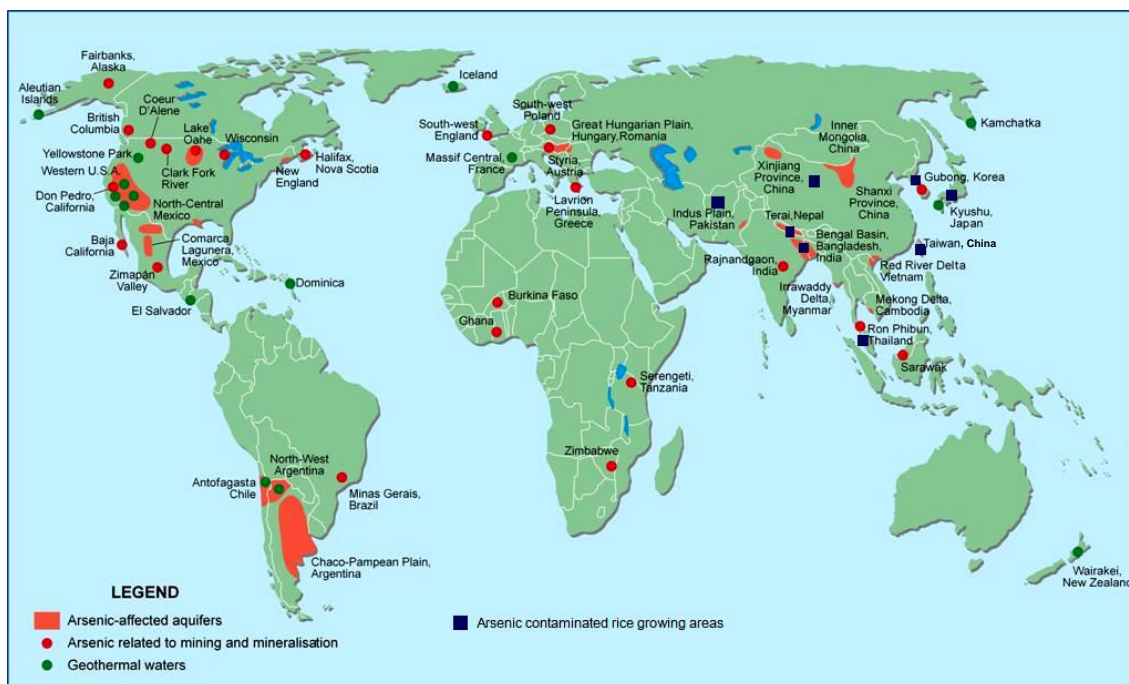 Fairbanks,
Alaska
Aleutian
Islands
Coeur
D'Alene
British
Columbia
Lake
Oahe
Wisconsin
Yellowstone Park
Western U.S.A.
Clark Fork
River
New
England
Halifax,
Nova Scotia
Don Pedro,
California
North-Central
Mexico
Baja
California
Comarca
Lagunera,
Mexico
Zimapán
Valley
El Salvador
Dominica
Iceland
South-west
Poland
South-west
England
Great Hungarian Plain,
Hungary,Romania
Massif Central,
France
Styria,
Austria
Lavrion
Peninsula,
Greece
Inner
Mongolia,
China
Kamchatka
Xinjiang
Province,
China
Gubong, Korea
Shanxi
Province,
China
Kyushu,
Japan
Indus Plain,
Pakistan
Terai,Nepal
Bengal Basin,
Bangladesh,
India
Taiwan, China
Rajnandgaon,
India
Red River Delta
Vietnam
Irrawaddy
Delta,
Myanmar
Mekong Delta,
Cambodia
Ron Phibun,
Thailand
Sarawak
Burkina Faso
Ghana
Serengeti,
Tanzania
Zimbabwe
North-West
Argentina
Antofagasta
Chile
Minas Gerais,
Brazil
Chaco-Pampean Plain,
Argentina
Wairakei,
New Zealand
LEGEND
Arsenic-affected aquifers
Arsenic related to mining and mineralisation
Geothermal waters
Arsenic contaminated rice growing areas